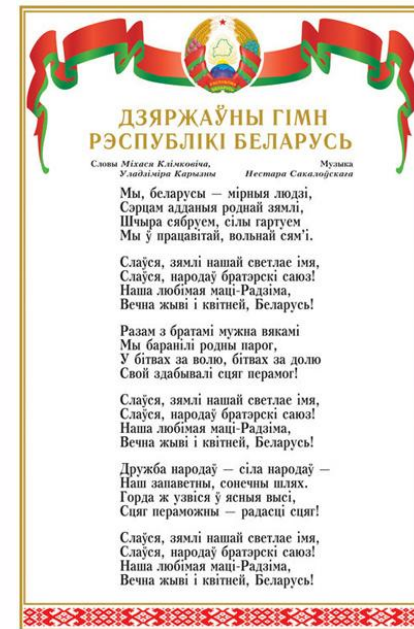 ДЗЯРЖАЎНЫ ГІМН
РЭСПУБЛІКІ БЕЛАРУСЬ
Словы Міхася Клімковіча,
Уладзіміра Карызны
Музыка
Нестара Сакалоўскага
Мы, беларусы — мірныя людзі,
Сэрцам адданыя роднай зямлі,
Шчыра сябруем, сілы гартуем
Мы ў працавітай, вольнай сям'і.
Слаўся, зямлі нашай светлае імя,
Слаўся, народаў братэрскі саюз!
Наша любімая маці-Радзіма,
Вечна жыві і квітней, Беларусь!
Разам з братамі мужна вякамі
Мы баранілі родны парог,
У бітвах за волю, бітвах за долю
Свой здабывалі сцяг перамог!
Слаўся, зямлі нашай светлае імя,
Слаўся, народаў братэрскі саюз!
Наша любімая маці-Радзіма,
Вечна жыві і квітней, Беларусь!
Дружба народаў — сіла народаў —
Наш запаветны, сонечны шлях.
Горда ж узвіся ў ясныя высі,
Сцяг пераможны — радасці сцяг!
Слаўся, зямлі нашай светлае імя,
Слаўся, народаў братэрскі саюз!
Наша любімая маці-Радзіма,
Вечна жыві і квітней, Беларусь!